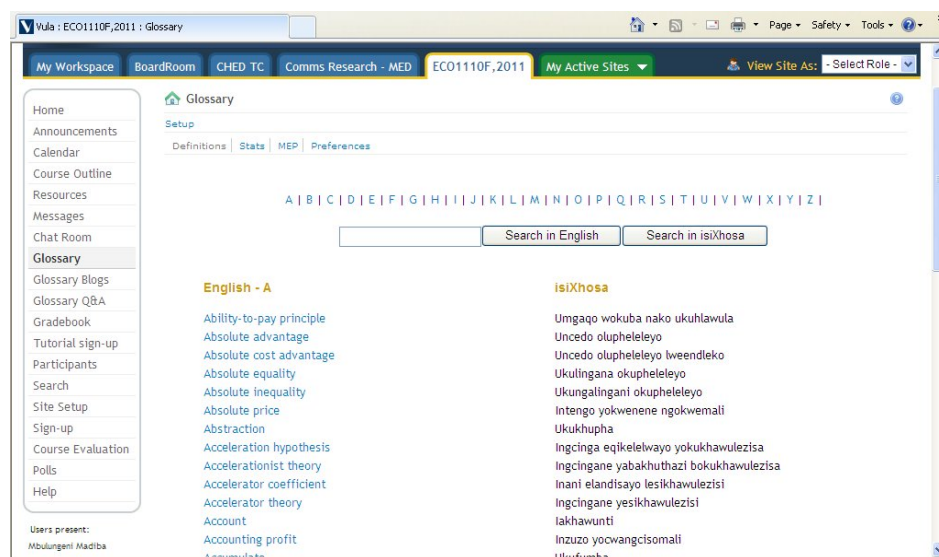 Vula : ECO1110F,2011 : Glossary
Page Safety Tools
My Workspace BoardRoom CHED TC Comms Research - MED ECO1110F,2011 My Active Sites View Site As: - Select Role -
Glossary
Setup
Definitions Stats MEP Preferences
Home
Announcements
Calendar
Course Outline
Resources
Messages
Chat Room
Glossary
Glossary Blogs
Glossary Q&A
Gradebook
Tutorial sign-up
Participants
Search
Site Setup
Sign-up
Course Evaluation
Polls
Help
Users present:
Mbulungeni Madiba
A | B | C | D | E | F | G | H | I | J | K | L | M | N | O | P | Q | R | S | T | U | V | W | X | Y | Z |
Search in English Search in isiXhosa
English - A isiXhosa
Ability-to-pay principle Umgaqo wokuba nako ukuhlawula
Absolute advantage Uncedo olupheleleyo
Absolute cost advantage Uncedo olupheleleyo lweendleko
Absolute equality Ukulingana okupheleleyo
Absolute inequality Ukungalingani okupheleleyo
Absolute price Intengo yokwenene ngokwemali
Abstraction Ukukhupha
Acceleration hypothesis Ingcinga eqikelelwayo yokukhawulezisa
Accelerationist theory Ingcingane yabakhuthazi bokukhawulezisa
Accelerator coefficient Inani elandisayo lesikhawulezisi
Accelerator theory Ingcingane yesikhawulezisi
Account Iakhawunti
Accounting profit Inzuzo yocwangcisomali
Accumulate Ukufumba